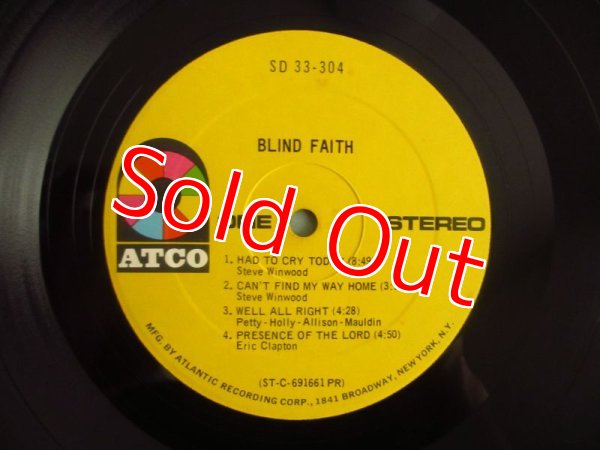 SD 33-304
BLIND FAITH
Sold Out
ATCO
STEREO
1. HAD TO CRY (8:49)
Steve Winwood
2. CAN'T FIND MY WAY HOME
Steve Winwood
3. WELL ALL RIGHT (4:28)
Petty-Holly-Allison-Mauldin
4. PRESENCE OF THE LORD (4:50)
Eric Clapton
(ST-C-691661 PR)
MFG. BY ATLANTIC RECORDING CORP., 1841 BROADWAY, NEW YORK, N.Y.